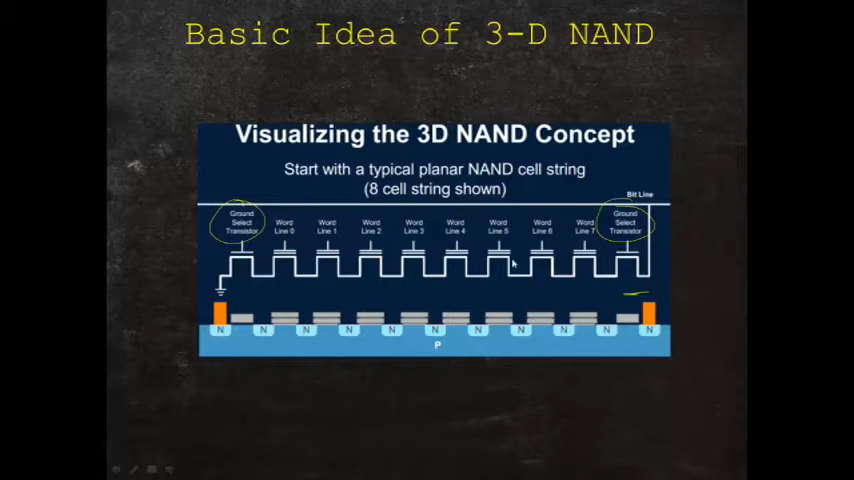 Basic Idea of 3-D NAND
Visualizing the 3D NAND Concept
Start with a typical planar NAND cell string
(8 cell string shown)
Bit Line
Ground Select Transistor
Word Line 0
Word Line 1
Word Line 2
Word Line 3
Word Line 4
Word Line 5
Word Line 6
Word Line 7
Ground Select Transistor
N N N N N N N N N N N
P